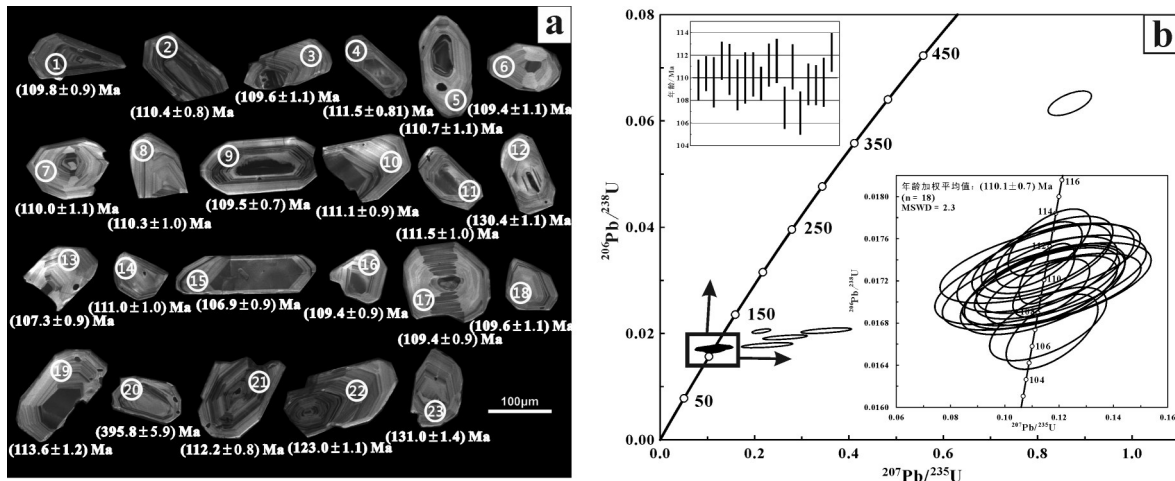 a
1
2
3
4
5
6
(109.8±0.9) Ma
(110.4±0.8) Ma
(109.6±1.1) Ma
(111.5±0.81) Ma
(110.7±1.1) Ma
(109.4±1.1) Ma
7
8
9
10
11
12
(110.0±1.1) Ma
(110.3±1.0) Ma
(109.5±0.7) Ma
(111.1±0.9) Ma
(111.5±1.0) Ma
(130.4±1.1) Ma
13
14
15
16
17
18
(107.3±0.9) Ma
(111.0±1.0) Ma
(106.9±0.9) Ma
(109.4±0.9) Ma
(109.4±0.9) Ma
(109.6±1.1) Ma
19
20
21
22
23
(113.6±1.2) Ma
(395.8±5.9) Ma
(112.2±0.8) Ma
(123.0±1.1) Ma
(131.0±1.4) Ma
100μm
b
0.08
0.06
0.04
0.02
0.00
206Pb/238U
0
0.2
0.4
0.6
0.8
1.0
207Pb/235U
50
150
250
350
450
年龄/Ma
114
112
110
108
106
104
年龄加权平均值：(110.1±0.7) Ma
(n = 18)
MSWD = 2.3
0.0180
0.0176
0.0172
0.0168
0.0164
0.0160
206Pb/238U
116
114
110
106
104
0.06
0.08
0.10
0.12
0.14
0.16
207Pb/235U